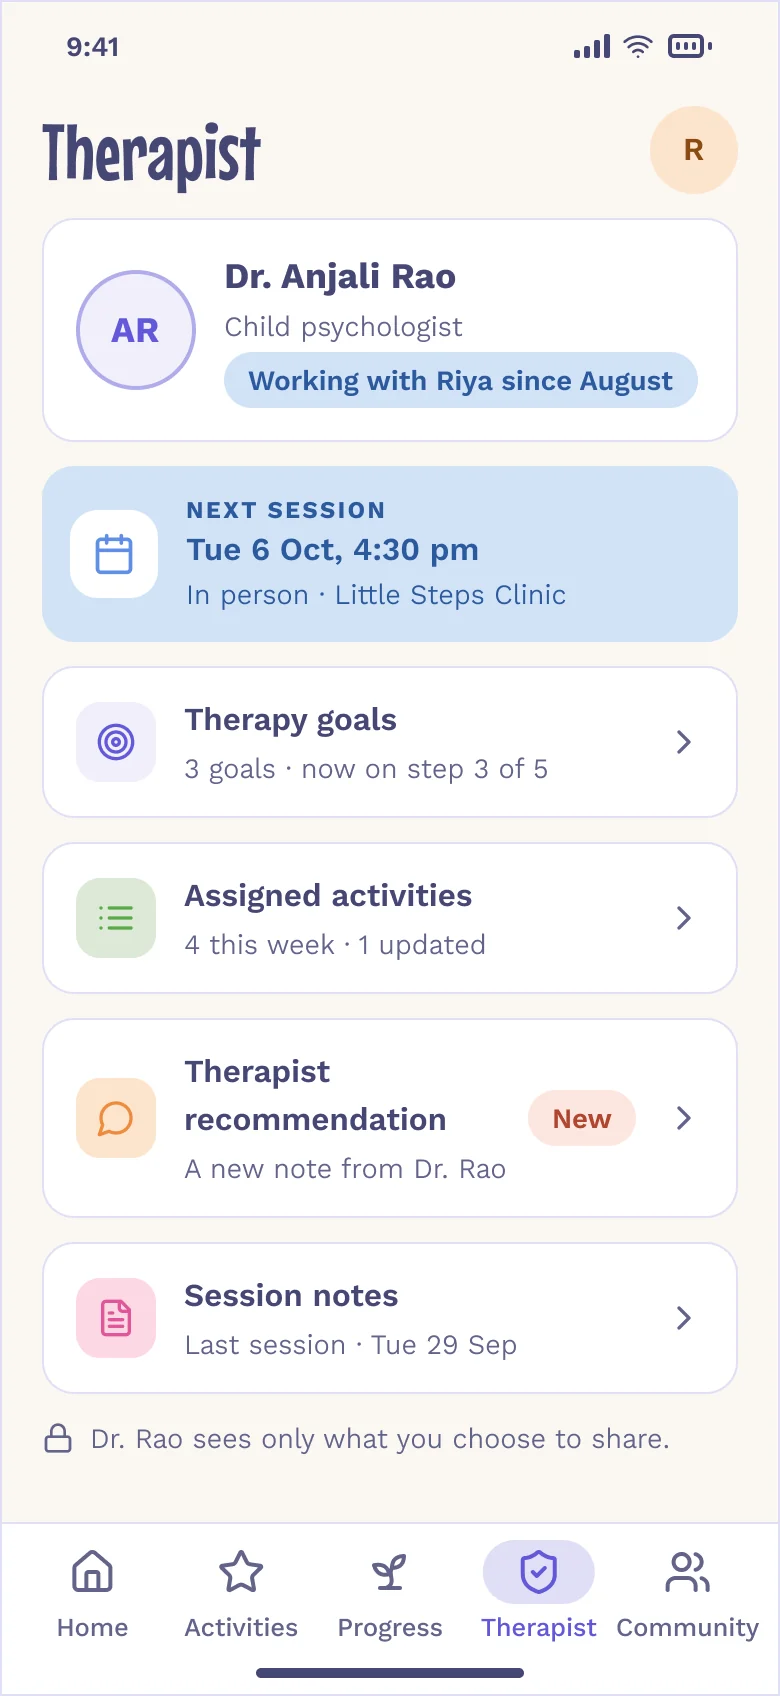 9:41
Therapist
R
AR
Dr. Anjali Rao
Child psychologist
Working with Riya since August
NEXT SESSION
Tue 6 Oct, 4:30 pm
In person · Little Steps Clinic
Therapy goals
3 goals · now on step 3 of 5
Assigned activities
4 this week · 1 updated
Therapist
recommendation
New
A new note from Dr. Rao
Session notes
Last session · Tue 29 Sep
Dr. Rao sees only what you choose to share.
Home Activities Progress Therapist Community